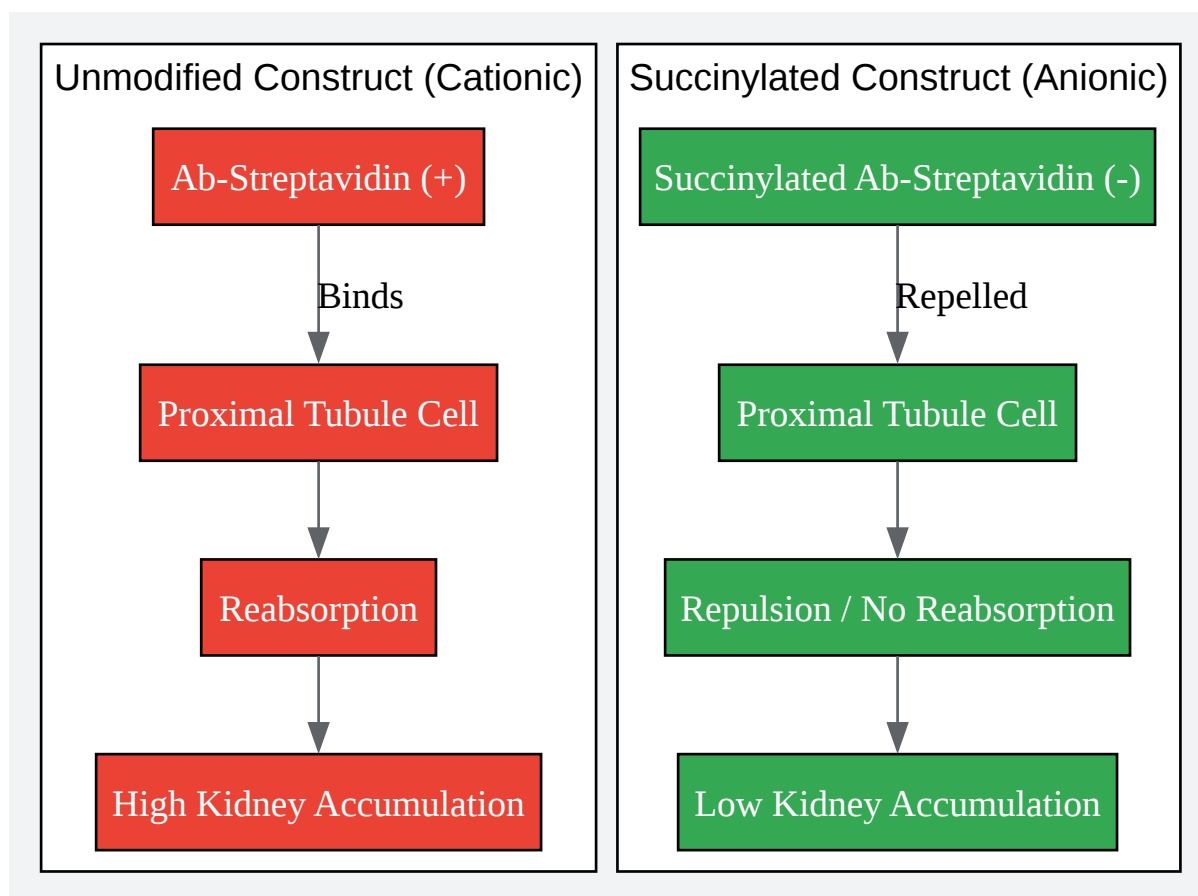 Unmodified Construct (Cationic)
Ab-Streptavidin (+)
Binds
Proximal Tubule Cell
Reabsorption
High Kidney Accumulation
Succinylated Construct (Anionic)
Succinylated Ab-Streptavidin (-)
Repelled
Proximal Tubule Cell
Repulsion / No Reabsorption
Low Kidney Accumulation